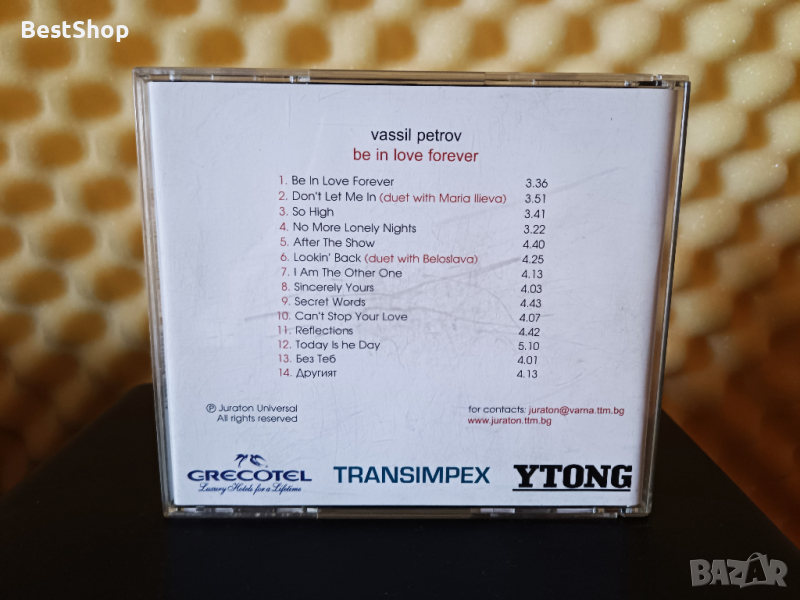 BestShop
vassil petrov
be in love forever
1. Be In Love Forever 3.36
2. Don't Let Me In (duet with Maria Ilieva) 3.51
3. So High 3.41
4. No More Lonely Nights 3.22
5. After The Show 4.40
6. Lookin' Back (duet with Beloslava) 4.25
7. I Am The Other One 4.13
8. Sincerely Yours 4.03
9. Secret Words 4.43
10. Can't Stop Your Love 4.07
11. Reflections 4.42
12. Today Is he Day 5.10
13. Без Теб 4.01
14. Другият 4.13
℗ Juraton Universal
All rights reserved
for contacts: juraton@varna.ttm.bg
www.juraton.ttm.bg
GRECOTEL
Luxury Hotels for a Lifetime
TRANSIMPEX
YTONG
BAZAR